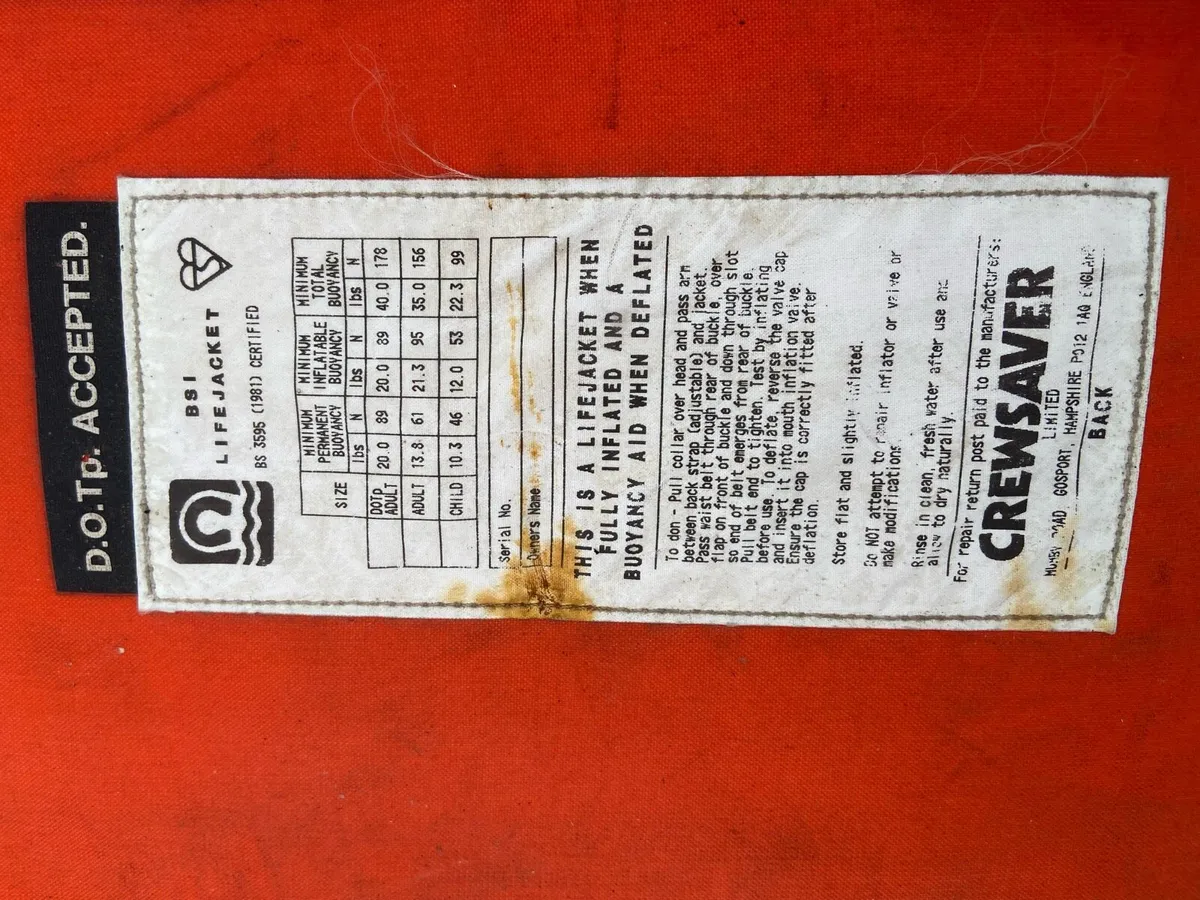 D.O.Tp. ACCEPTED.
BSI
LIFEJACKET
BS 3595 (1981) CERTIFIED
SIZE MINIMUM PERMANENT BUOYANCY MINIMUM INFLATABLE BUOYANCY MINIMUM TOTAL BUOYANCY
lbs N lbs N lbs N
DOTp ADULT 20.0 89 20.0 89 40.0 178
ADULT 13.8 61 21.3 95 35.0 156
CHILD 10.3 46 12.0 53 22.3 99
Serial No.
Owners Name
THIS IS A LIFEJACKET WHEN
FULLY INFLATED AND A
BUOYANCY AID WHEN DEFLATED
To don - Pull collar over head and pass arm
between back strap (adjustable) and jacket.
Pass waist belt through rear of buckle, over
flap on front of buckle and down through slot
so end of belt emerges from rear of buckle.
Pull belt end to tighten. Test by inflating
before use. To deflate, reverse the valve cap
and insert it into mouth inflation valve.
Ensure the cap is correctly fitted after
deflation.
Store flat and slightly inflated.
Do NOT attempt to repair inflator or valve or
make modifications.
Rinse in clean, fresh water after use and
allow to dry naturally.
For repair return post paid to the manufacturers:
CREWSAVER
LIMITED
GOSPORT, HAMPSHIRE PO12 1AQ ENGLAND
BACK